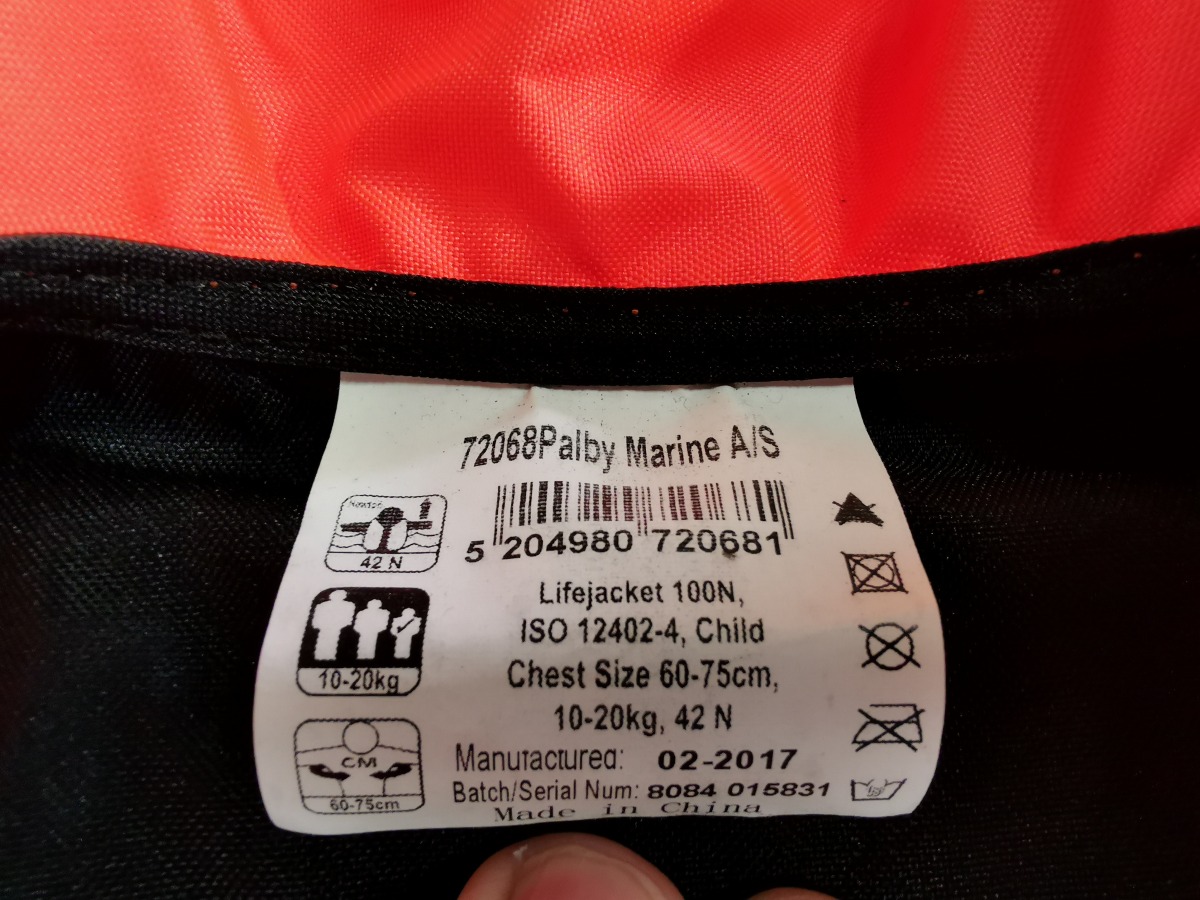 72068Palby Marine A/S
5 204980 720681
42 N
Lifejacket 100N,
ISO 12402-4, Child
10-20kg
Chest Size 60-75cm,
10-20kg, 42 N
CM
60-75cm
Manufactured: 02-2017
Batch/Serial Num: 8084 015831
Made in China